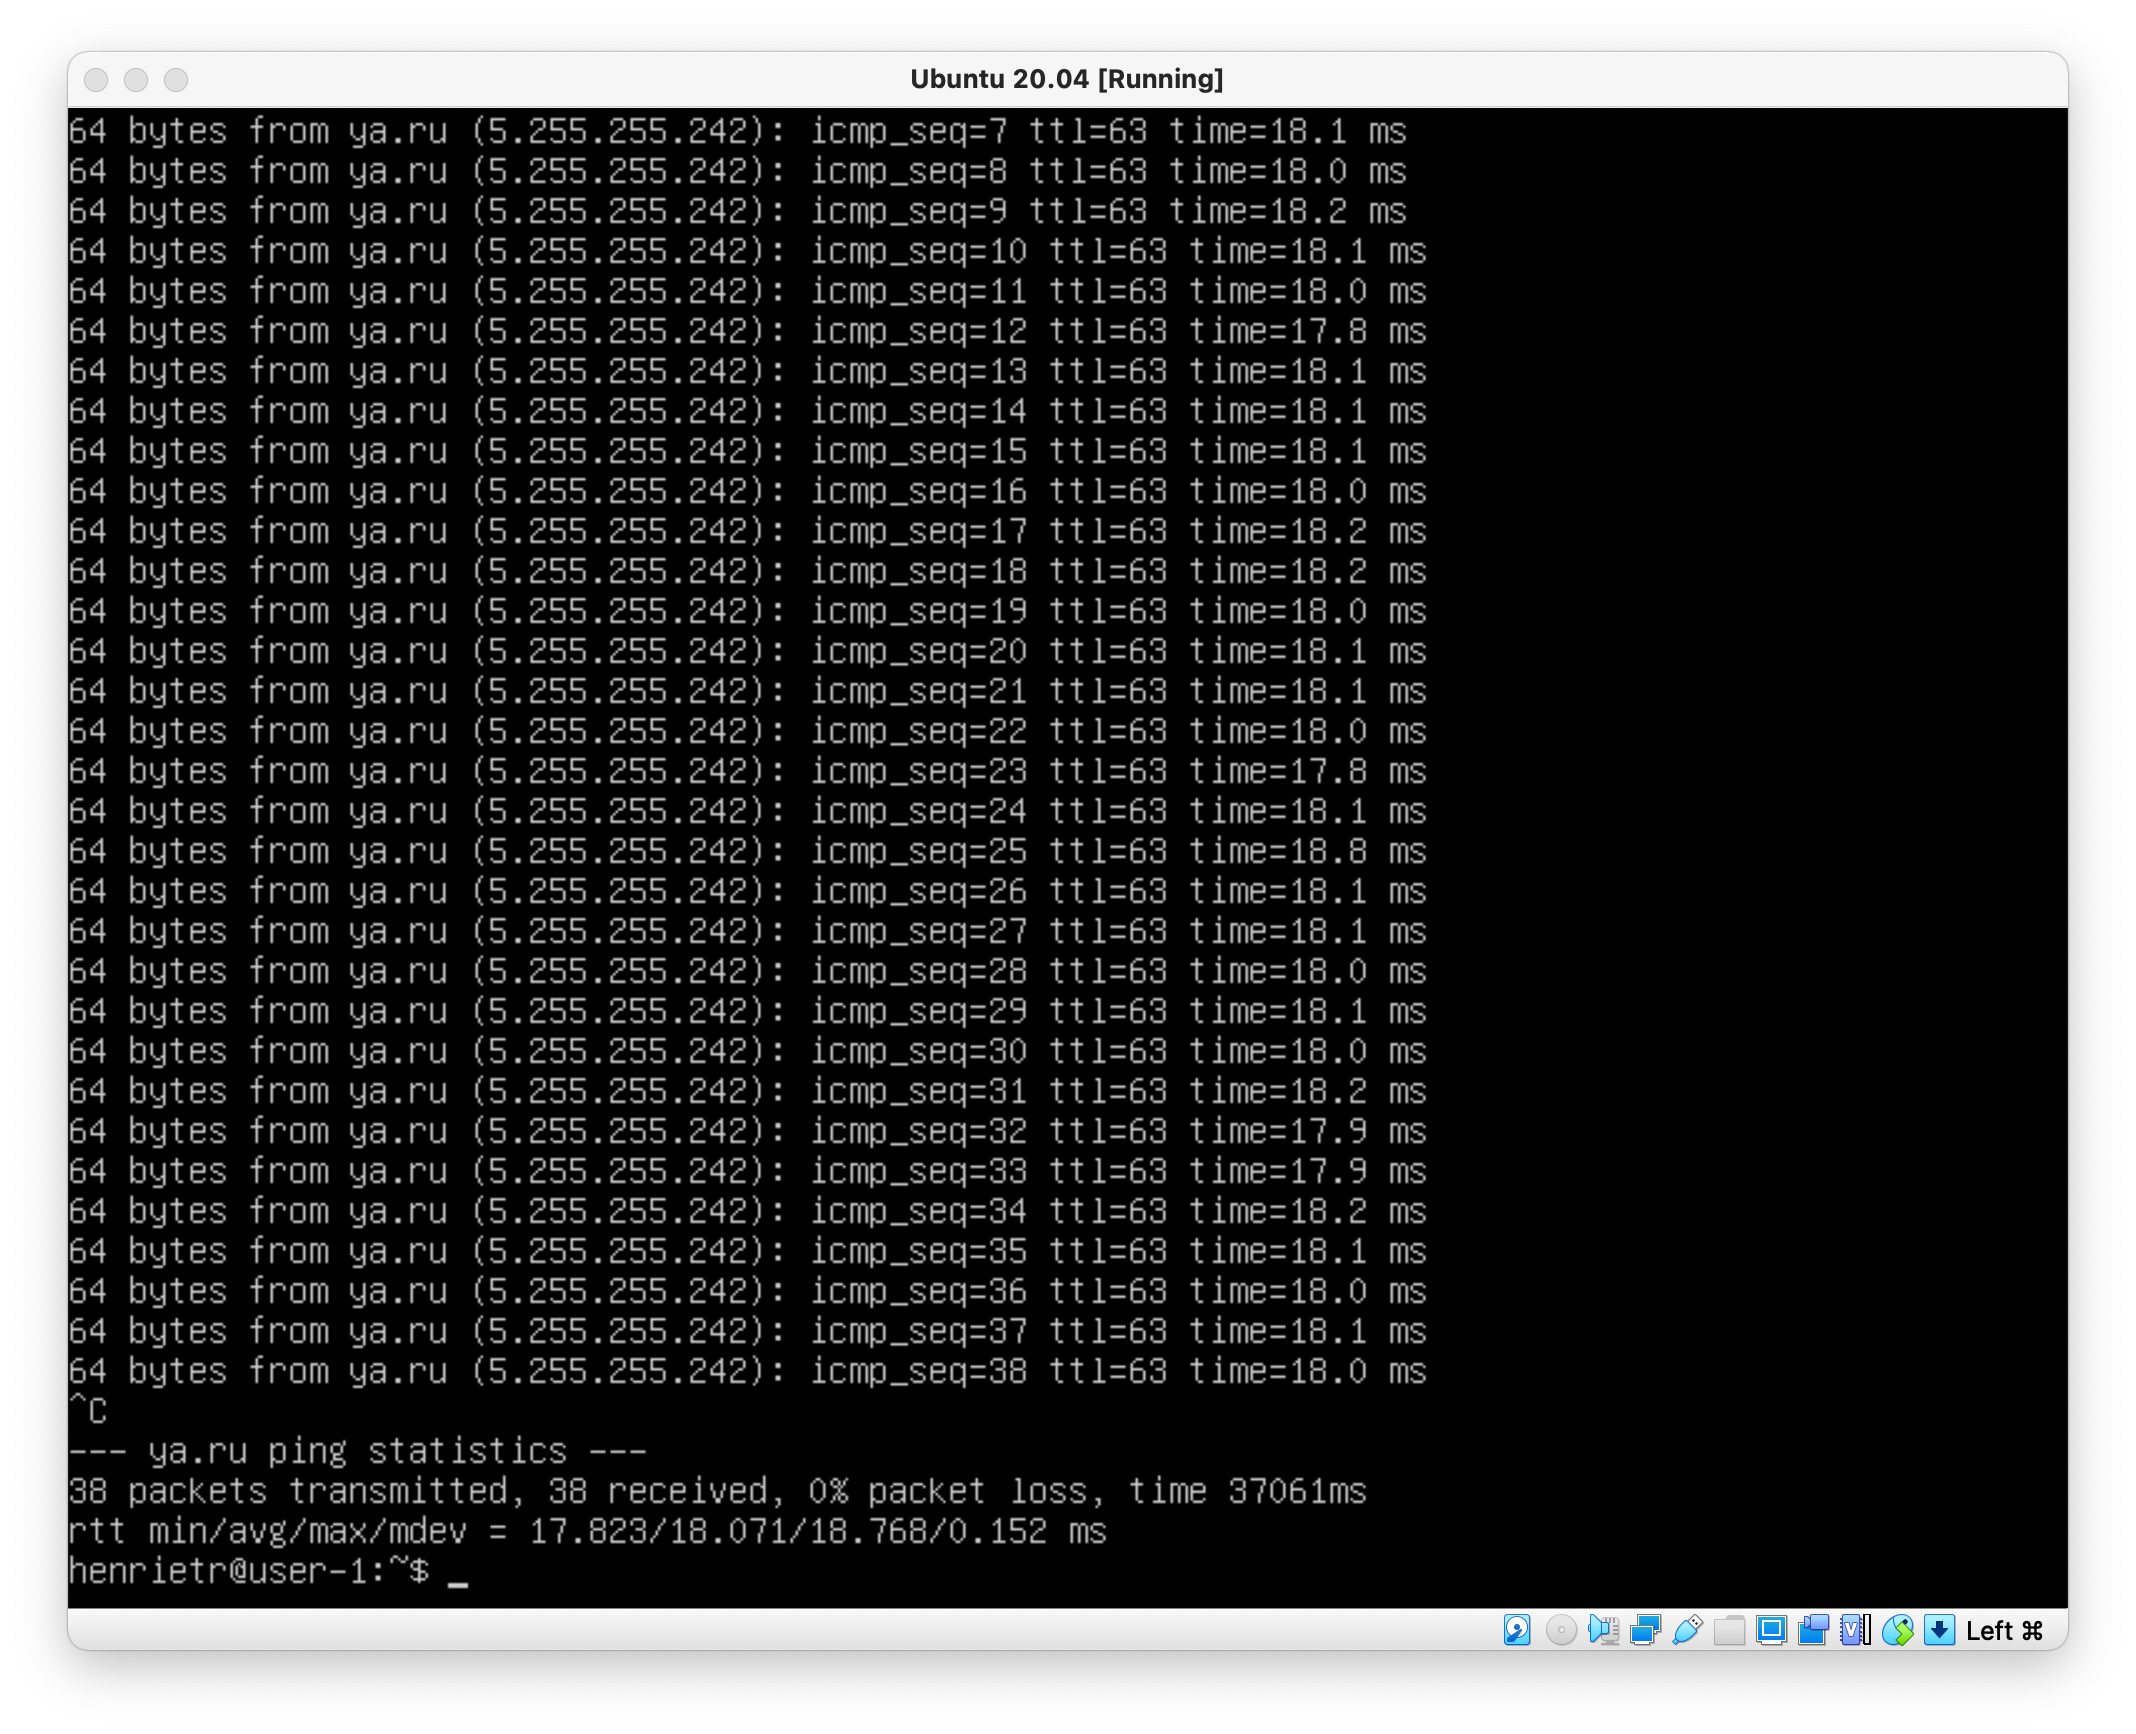 Ubuntu 20.04 [Running]
64 bytes from ya.ru (5.255.255.242): icmp_seq=7 ttl=63 time=18.1 ms
64 bytes from ya.ru (5.255.255.242): icmp_seq=8 ttl=63 time=18.0 ms
64 bytes from ya.ru (5.255.255.242): icmp_seq=9 ttl=63 time=18.2 ms
64 bytes from ya.ru (5.255.255.242): icmp_seq=10 ttl=63 time=18.1 ms
64 bytes from ya.ru (5.255.255.242): icmp_seq=11 ttl=63 time=18.0 ms
64 bytes from ya.ru (5.255.255.242): icmp_seq=12 ttl=63 time=17.8 ms
64 bytes from ya.ru (5.255.255.242): icmp_seq=13 ttl=63 time=18.1 ms
64 bytes from ya.ru (5.255.255.242): icmp_seq=14 ttl=63 time=18.1 ms
64 bytes from ya.ru (5.255.255.242): icmp_seq=15 ttl=63 time=18.1 ms
64 bytes from ya.ru (5.255.255.242): icmp_seq=16 ttl=63 time=18.0 ms
64 bytes from ya.ru (5.255.255.242): icmp_seq=17 ttl=63 time=18.2 ms
64 bytes from ya.ru (5.255.255.242): icmp_seq=18 ttl=63 time=18.2 ms
64 bytes from ya.ru (5.255.255.242): icmp_seq=19 ttl=63 time=18.0 ms
64 bytes from ya.ru (5.255.255.242): icmp_seq=20 ttl=63 time=18.1 ms
64 bytes from ya.ru (5.255.255.242): icmp_seq=21 ttl=63 time=18.1 ms
64 bytes from ya.ru (5.255.255.242): icmp_seq=22 ttl=63 time=18.0 ms
64 bytes from ya.ru (5.255.255.242): icmp_seq=23 ttl=63 time=17.8 ms
64 bytes from ya.ru (5.255.255.242): icmp_seq=24 ttl=63 time=18.1 ms
64 bytes from ya.ru (5.255.255.242): icmp_seq=25 ttl=63 time=18.8 ms
64 bytes from ya.ru (5.255.255.242): icmp_seq=26 ttl=63 time=18.1 ms
64 bytes from ya.ru (5.255.255.242): icmp_seq=27 ttl=63 time=18.1 ms
64 bytes from ya.ru (5.255.255.242): icmp_seq=28 ttl=63 time=18.0 ms
64 bytes from ya.ru (5.255.255.242): icmp_seq=29 ttl=63 time=18.1 ms
64 bytes from ya.ru (5.255.255.242): icmp_seq=30 ttl=63 time=18.0 ms
64 bytes from ya.ru (5.255.255.242): icmp_seq=31 ttl=63 time=18.2 ms
64 bytes from ya.ru (5.255.255.242): icmp_seq=32 ttl=63 time=17.9 ms
64 bytes from ya.ru (5.255.255.242): icmp_seq=33 ttl=63 time=17.9 ms
64 bytes from ya.ru (5.255.255.242): icmp_seq=34 ttl=63 time=18.2 ms
64 bytes from ya.ru (5.255.255.242): icmp_seq=35 ttl=63 time=18.1 ms
64 bytes from ya.ru (5.255.255.242): icmp_seq=36 ttl=63 time=18.0 ms
64 bytes from ya.ru (5.255.255.242): icmp_seq=37 ttl=63 time=18.1 ms
64 bytes from ya.ru (5.255.255.242): icmp_seq=38 ttl=63 time=18.0 ms
^C
--- ya.ru ping statistics ---
38 packets transmitted, 38 received, 0% packet loss, time 37061ms
rtt min/avg/max/mdev = 17.823/18.071/18.768/0.152 ms
henrietr@user-1:~$ _
Left ⌘